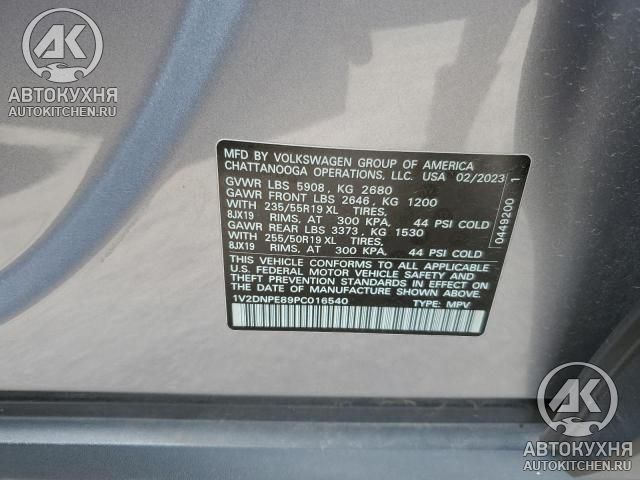 АК
АВТОКУХНЯ
AUTOKITCHEN.RU
MFD BY VOLKSWAGEN GROUP OF AMERICA
CHATTANOOGA OPERATIONS, LLC. USA 02/2023
GVWR LBS 5908, KG 2680
GAWR FRONT LBS 2646, KG 1200
WITH 235/55R19 XL TIRES,
8JX19 RIMS, AT 300 KPA. 44 PSI COLD
GAWR REAR LBS 3373, KG 1530
WITH 255/50R19 XL TIRES,
8JX19 RIMS, AT 300 KPA. 44 PSI COLD
THIS VEHICLE CONFORMS TO ALL APPLICABLE
U.S. FEDERAL MOTOR VEHICLE SAFETY AND
THEFT PREVENTION STANDARDS IN EFFECT ON
THE DATE OF MANUFACTURE SHOWN ABOVE
1V2DNPE89PC016540 TYPE: MPV
0449200 1
АК
АВТОКУХНЯ
AUTOKITCHEN.RU